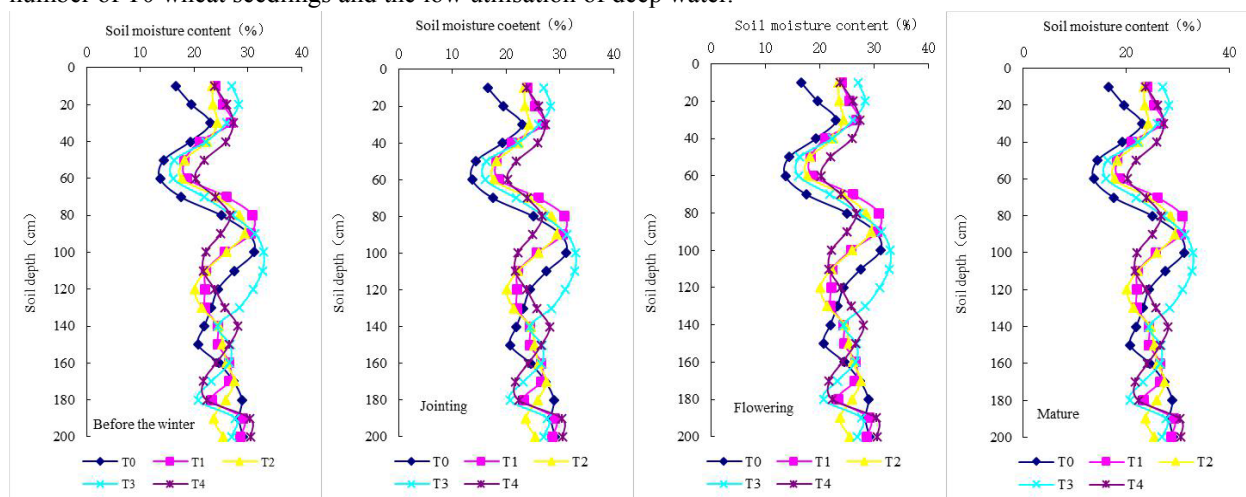 number of T0 wheat seedlings and the low utilisation of deep water.
Soil moisture content (%)
0 10 20 30 40
0
20
40
60
80
100
120
140
160
180
200
Soil depth (cm)
Before the winter
T0 T1 T2
T3 T4
Soil moisture coetent (%)
0 10 20 30 40
0
20
40
60
80
100
120
140
160
180
200
Soil depth (cm)
Jointing
T0 T1 T2
T3 T4
Soil moisture content (%)
0 10 20 30 40
0
20
40
60
80
100
120
140
160
180
200
Soil depth (cm)
Flowering
T0 T1 T2
T3 T4
Soil moisture content (%)
20 40
0
20
40
60
80
100
120
140
160
180
200
Soil depth (cm)
Mature
T0 T1 T2
T3 T4